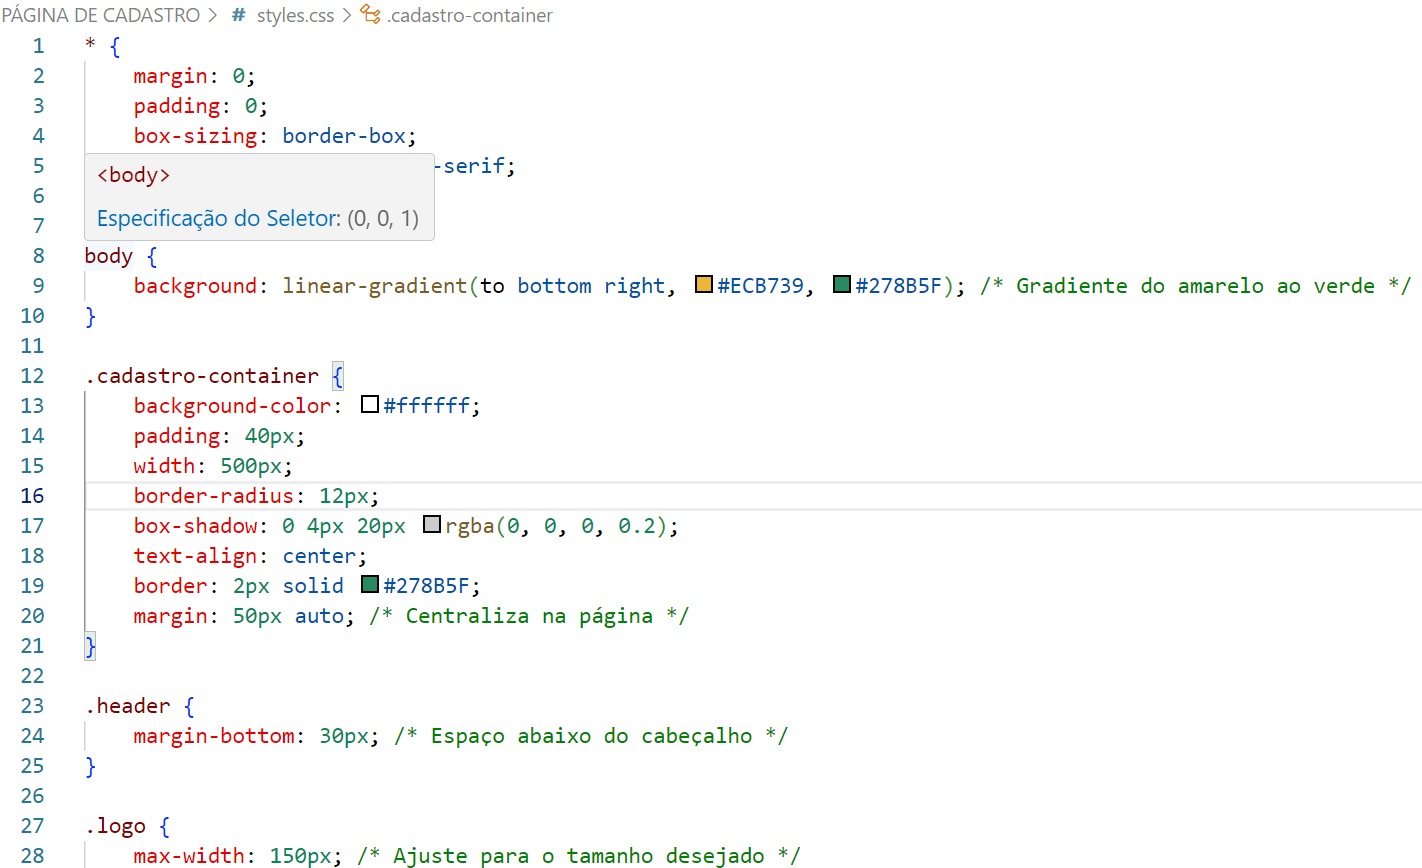 PÁGINA DE CADASTRO > # styles.css > .cadastro-container
1 * {
2 margin: 0;
3 padding: 0;
4 box-sizing: border-box;
5 -serif;
<body>
6
Especificação do Seletor: (0, 0, 1)
7
8 body {
9 background: linear-gradient(to bottom right, #ECB739, #278B5F); /* Gradiente do amarelo ao verde */
10 }
11
12 .cadastro-container {
13 background-color: #ffffff;
14 padding: 40px;
15 width: 500px;
16 border-radius: 12px;
17 box-shadow: 0 4px 20px rgba(0, 0, 0, 0.2);
18 text-align: center;
19 border: 2px solid #278B5F;
20 margin: 50px auto; /* Centraliza na página */
21 }
22
23 .header {
24 margin-bottom: 30px; /* Espaço abaixo do cabeçalho */
25 }
26
27 .logo {
28 max-width: 150px; /* Ajuste para o tamanho desejado */